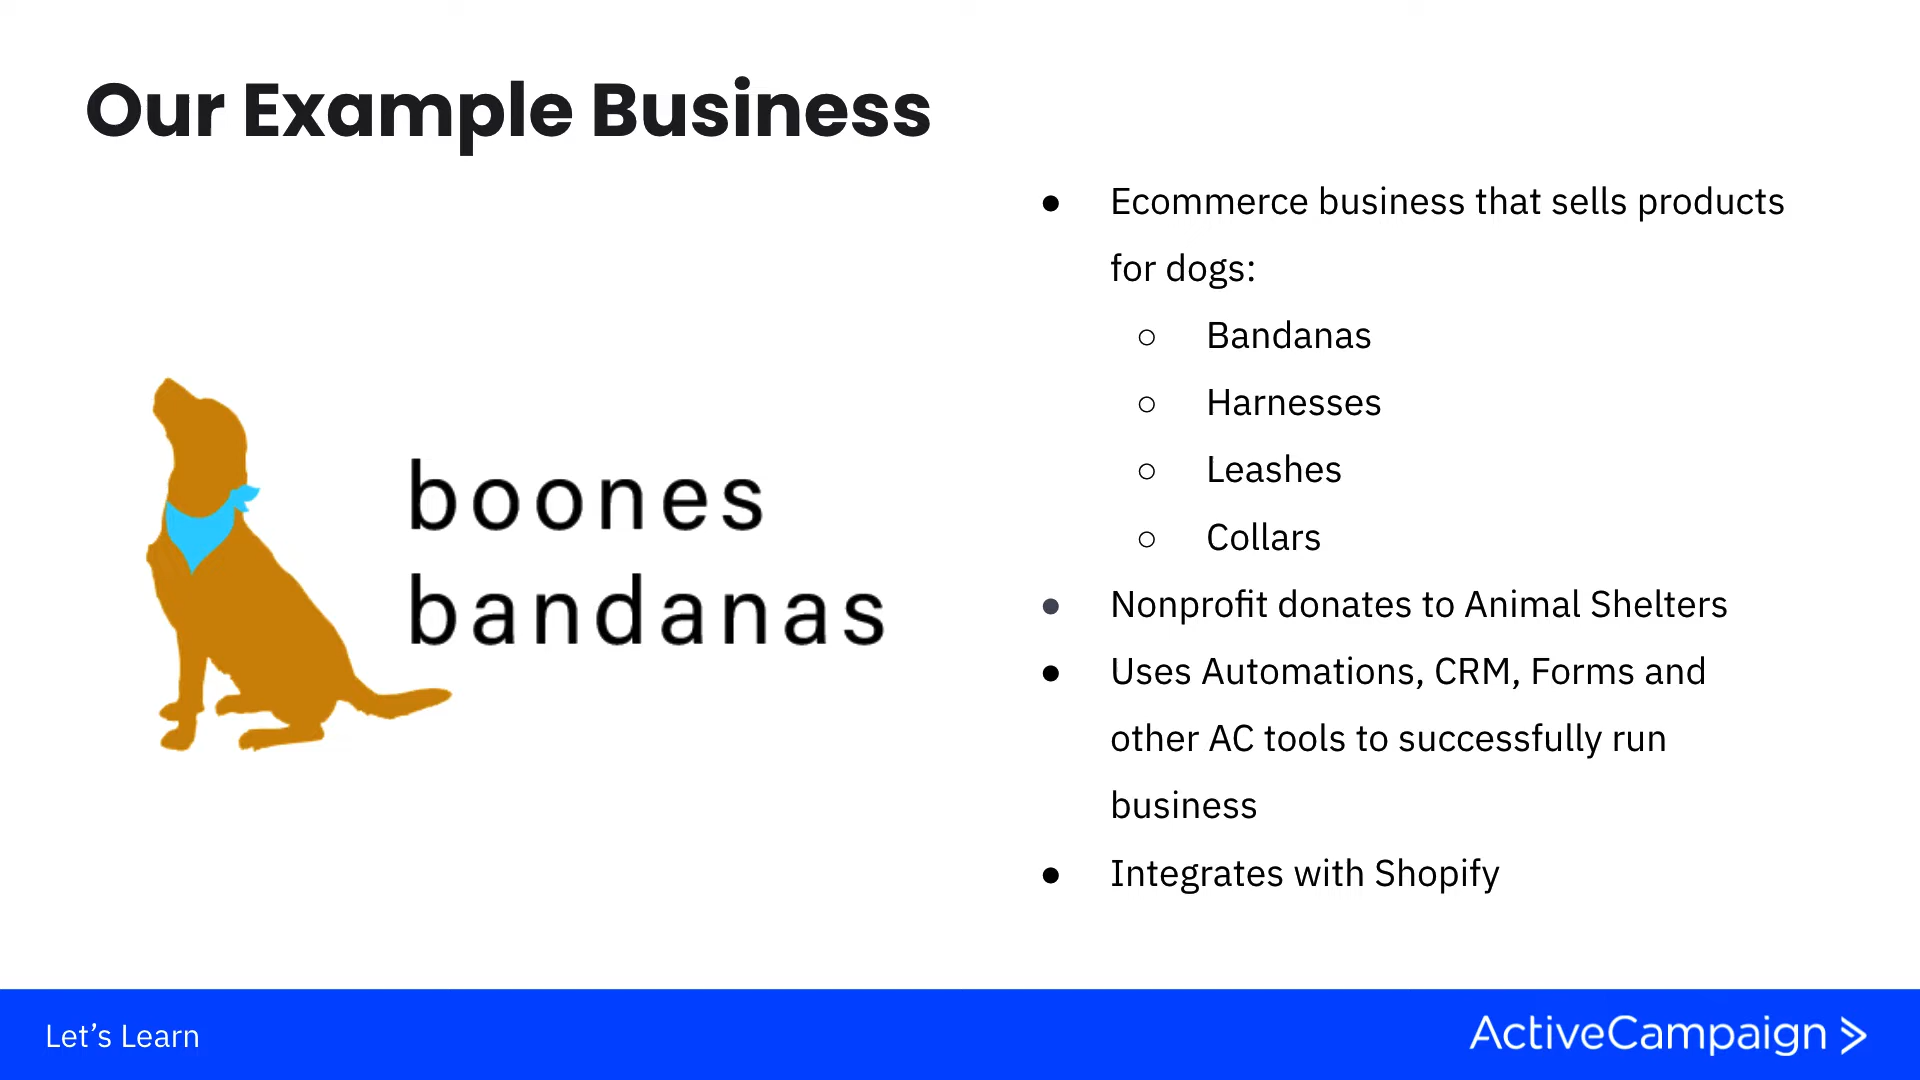 Our Example Business
boones
bandanas
● Ecommerce business that sells products
for dogs:
○ Bandanas
○ Harnesses
○ Leashes
○ Collars
● Nonprofit donates to Animal Shelters
● Uses Automations, CRM, Forms and
other AC tools to successfully run
business
● Integrates with Shopify
Let’s Learn
ActiveCampaign